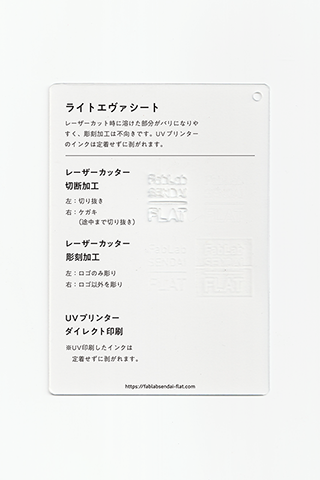 ライトエヴァシート
レーザーカット時に溶けた部分がバリになりや
すく、彫刻加工は不向きです。UVプリンター
のインクは定着せずに剥がれます。
レーザーカッター
切断加工
左：切り抜き
右：ケガキ
（途中まで切り抜き）
FabLab
SENDAI
FLAT
レーザーカッター
彫刻加工
左：ロゴのみ彫り
右：ロゴ以外を彫り
UVプリンター
ダイレクト印刷
※UV印刷したインクは
定着せずに剥がれます。
https://fablabsendai-flat.com